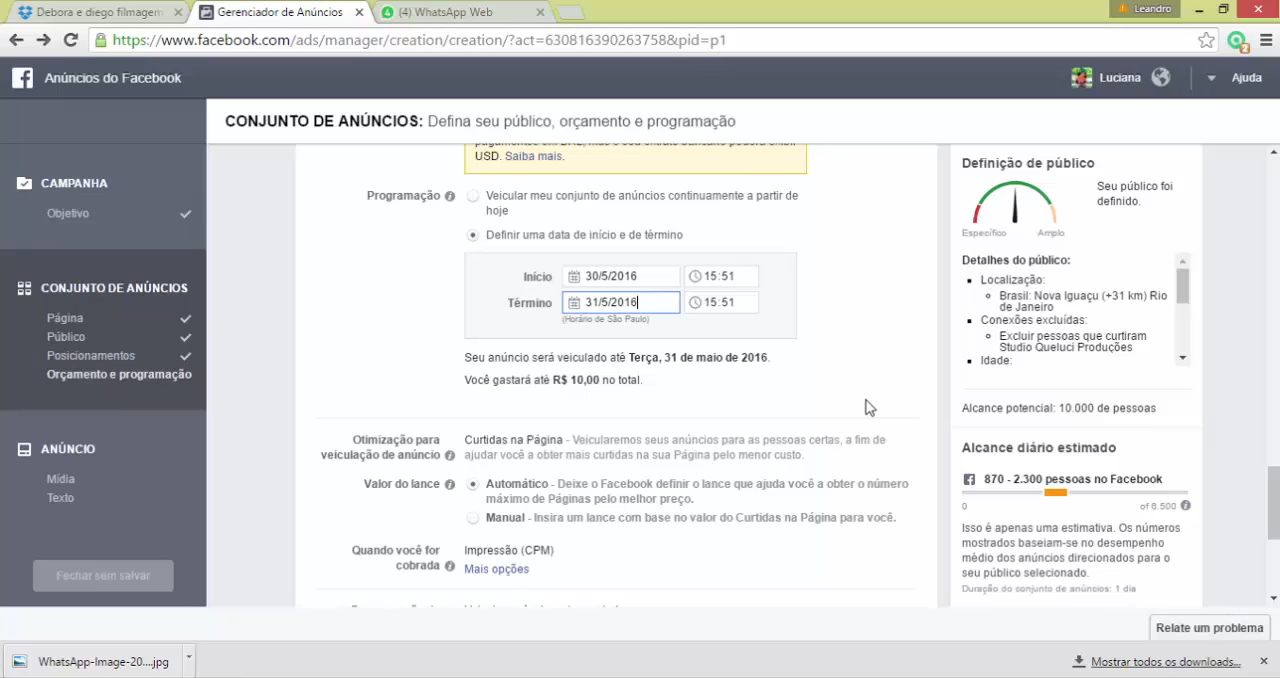 Debora e diego filmagem
Gerenciador de Anúncios
(4) WhatsApp Web
Leandro
https://www.facebook.com/ads/manager/creation/creation/?act=630816390263758&pid=p1
Anúncios do Facebook
Luciana
Ajuda
CONJUNTO DE ANÚNCIOS: Defina seu público, orçamento e programação
CAMPANHA
Objetivo
CONJUNTO DE ANÚNCIOS
Página
Público
Posicionamentos
Orçamento e programação
ANÚNCIO
Mídia
Texto
Fechar sem salvar
USD. Saiba mais.
Programação
Veicular meu conjunto de anúncios continuamente a partir de
hoje
Definir uma data de início e de término
Início 30/5/2016 15:51
Término 31/5/2016 15:51
(Horário de São Paulo)
Seu anúncio será veiculado até Terça, 31 de maio de 2016.
Você gastará até R$ 10,00 no total.
Otimização para
veiculação de anúncio
Curtidas na Página - Veicularemos seus anúncios para as pessoas certas, a fim de
ajudar você a obter mais curtidas na sua Página pelo menor custo.
Valor do lance
Automático - Deixe o Facebook definir o lance que ajuda você a obter o número
máximo de Páginas pelo melhor preço.
Manual - Insira um lance com base no valor do Curtidas na Página para você.
Quando você for
cobrada
Impressão (CPM)
Mais opções
Definição de público
Seu público foi
definido.
Específico
Amplo
Detalhes do público:
Localização:
Brasil: Nova Iguaçu (+31 km) Rio
de Janeiro
Conexões excluídas:
Excluir pessoas que curtiram
Studio Queluci Produções
Idade:
Alcance potencial: 10.000 de pessoas
Alcance diário estimado
870 - 2.300 pessoas no Facebook
0
of 6.500
Isso é apenas uma estimativa. Os números
mostrados baseiam-se no desempenho
médio dos anúncios direcionados para o
seu público selecionado.
Duração do conjunto de anúncios: 1 dia
Relate um problema
WhatsApp-Image-20....jpg
Mostrar todos os downloads...